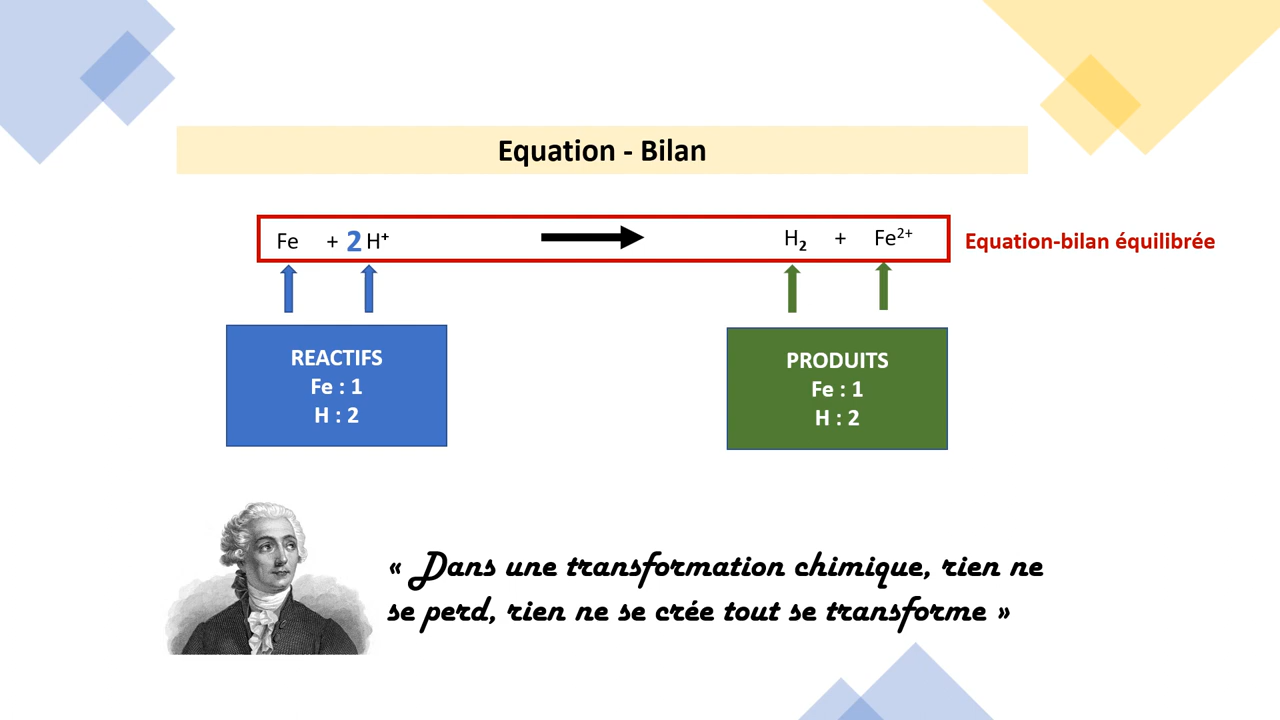 Equation - Bilan
Fe + 2 H⁺ → H₂ + Fe²⁺
Equation-bilan équilibrée
REACTIFS
Fe : 1
H : 2
PRODUITS
Fe : 1
H : 2
« Dans une transformation chimique, rien ne
se perd, rien ne se crée tout se transforme »